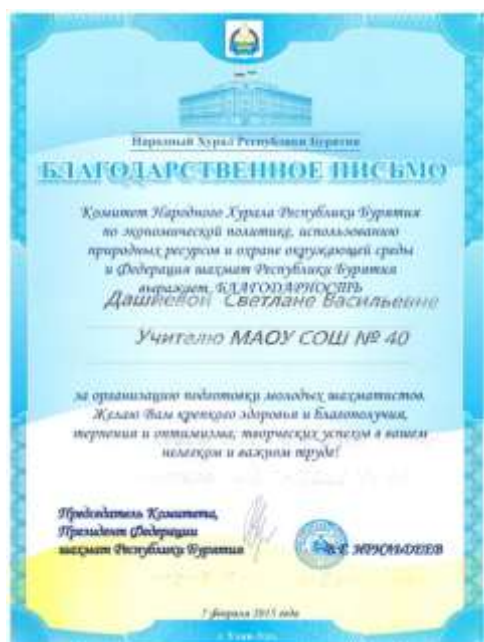 Народный Хурал Республики Бурятия
БЛАГОДАРСТВЕННОЕ ПИСЬМО
Комитет Народного Хурала Республики Бурятия
по экономической политике, использованию
природных ресурсов и охране окружающей среды
и Федерация шахмат Республики Бурятия
выражает БЛАГОДАРНОСТЬ
Дашиевой Светлане Васильевне
Учителю МАОУ СОШ № 40
за организацию подготовки молодых шахматистов.
Желаю Вам крепкого здоровья и благополучия,
терпения и оптимизма, творческих успехов в вашем
нелегком и важном труде!
Председатель Комитета,
Президент Федерации
шахмат Республики Бурятия
7 февраля 2015 года
г. Улан-Удэ